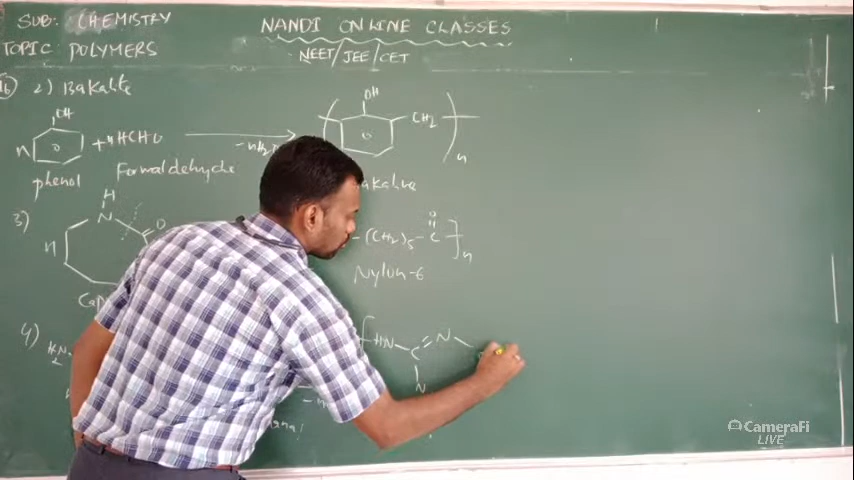 SUB:- CHEMISTRY
NANDI ONLINE CLASSES
TOPIC POLYMERS
NEET/JEE/CET
2) Bakalite
OH
OH
CH2
n
+nHCHO
n
phenol
Formaldehyde
3)
H
N
O
n
-(CH2)5-C
O
n
Nylon-6
4)
H2N
HN
C
N
N
CameraFi
LIVE